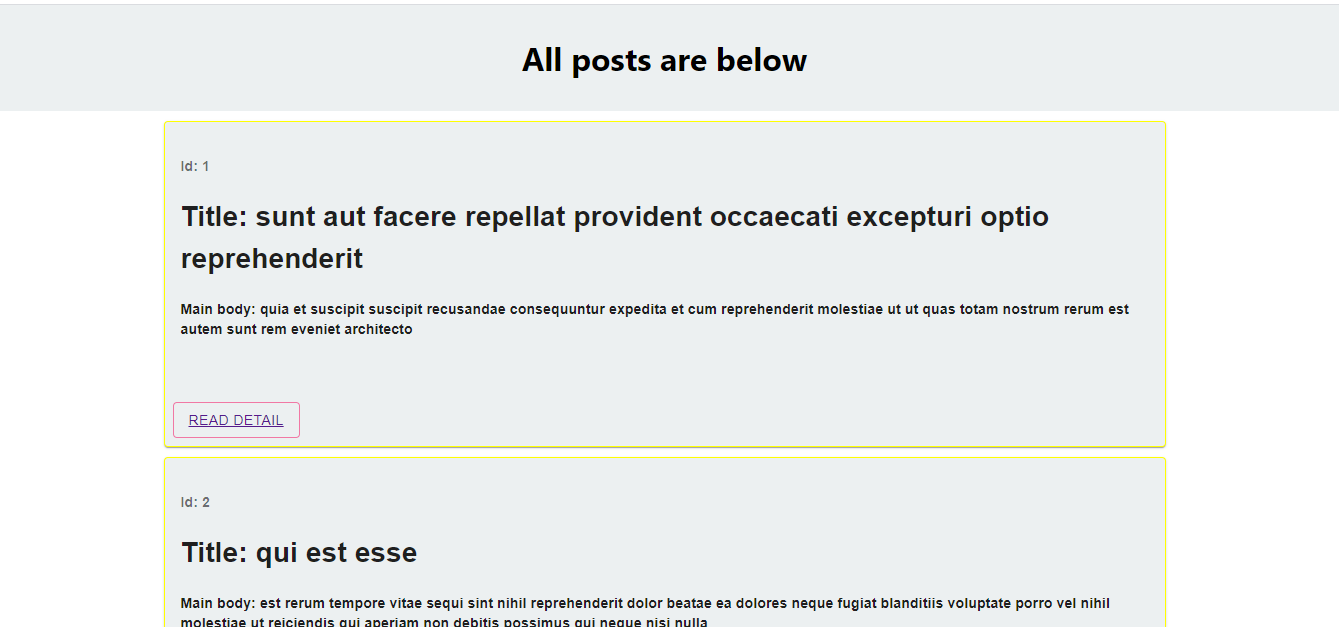 All posts are below
Id: 1
Title: sunt aut facere repellat provident occaecati excepturi optio
reprehenderit
Main body: quia et suscipit suscipit recusandae consequuntur expedita et cum reprehenderit molestiae ut ut quas totam nostrum rerum est
autem sunt rem eveniet architecto
READ DETAIL
Id: 2
Title: qui est esse
Main body: est rerum tempore vitae sequi sint nihil reprehenderit dolor beatae ea dolores neque fugiat blanditiis voluptate porro vel nihil
molestiae ut reiciendis qui aperiam non debitis possimus qui neque nisi nulla